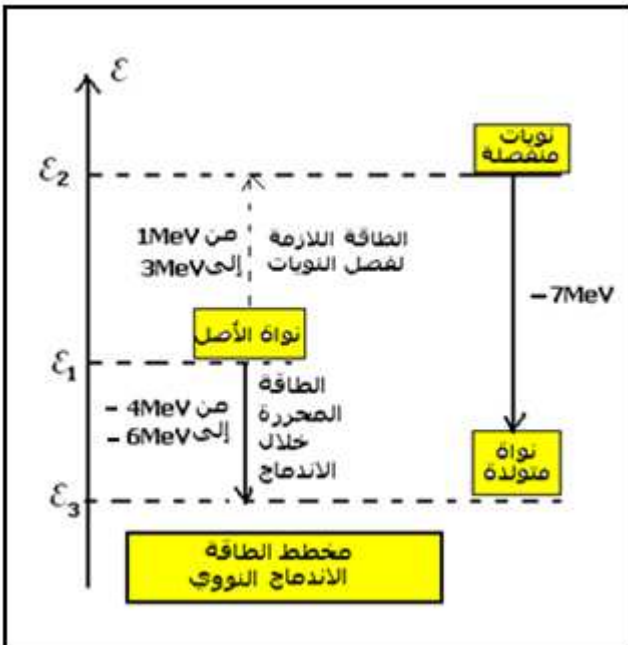 ℰ
نويات
منفصلة
ℰ2
من 1MeV
إلى 3MeV
الطاقة اللازمة
لفصل النويات
– 7MeV
نواة الأصل
ℰ1
من – 4MeV
إلى – 6MeV
الطاقة
المحررة
خلال
الاندماج
نواة
متولدة
ℰ3
مخطط الطاقة
الاندماج النووي